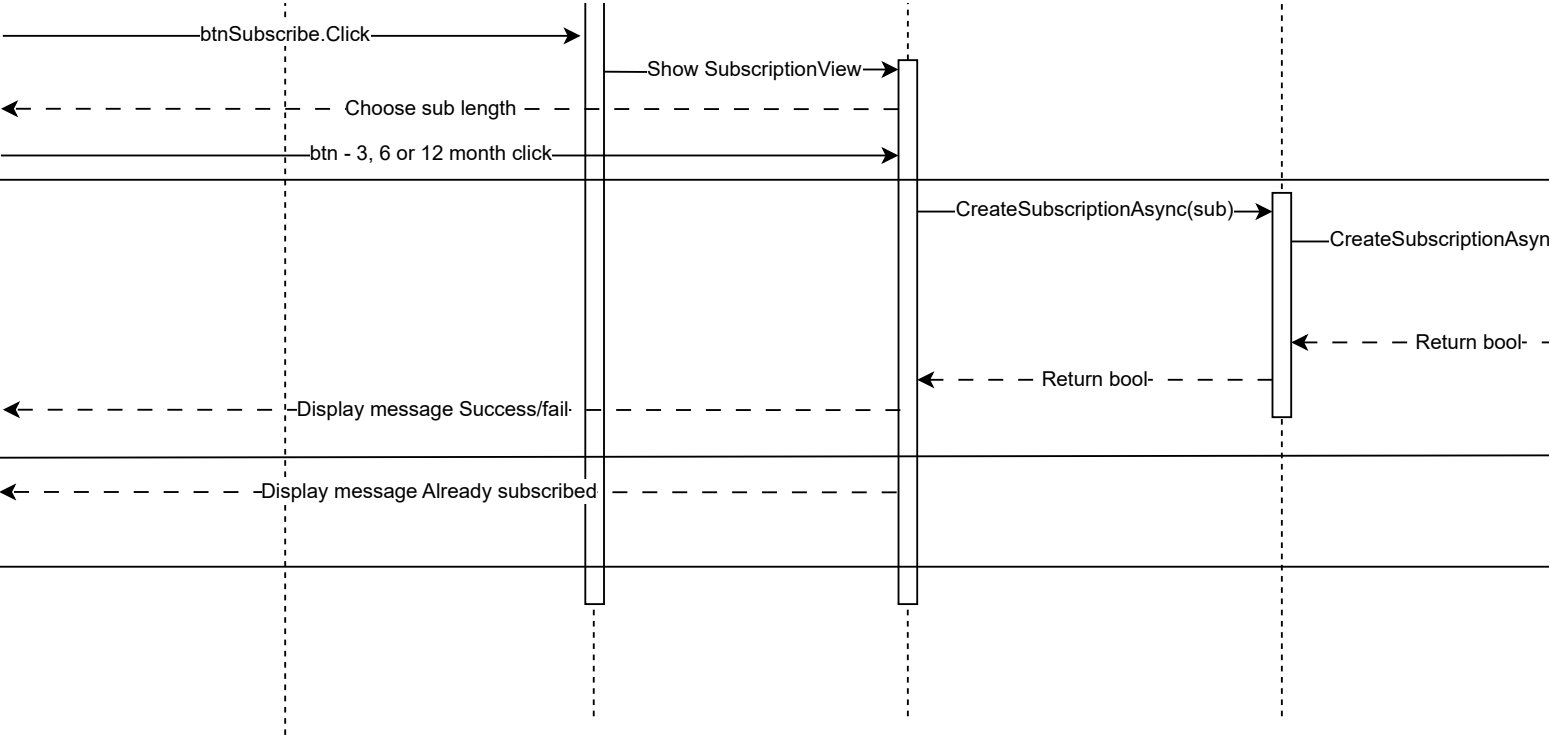 btnSubscribe.Click
Show SubscriptionView
Choose sub length
btn - 3, 6 or 12 month click
CreateSubscriptionAsync(sub)
CreateSubscriptionAsyn
Return bool
Return bool
Display message Success/fail
Display message Already subscribed